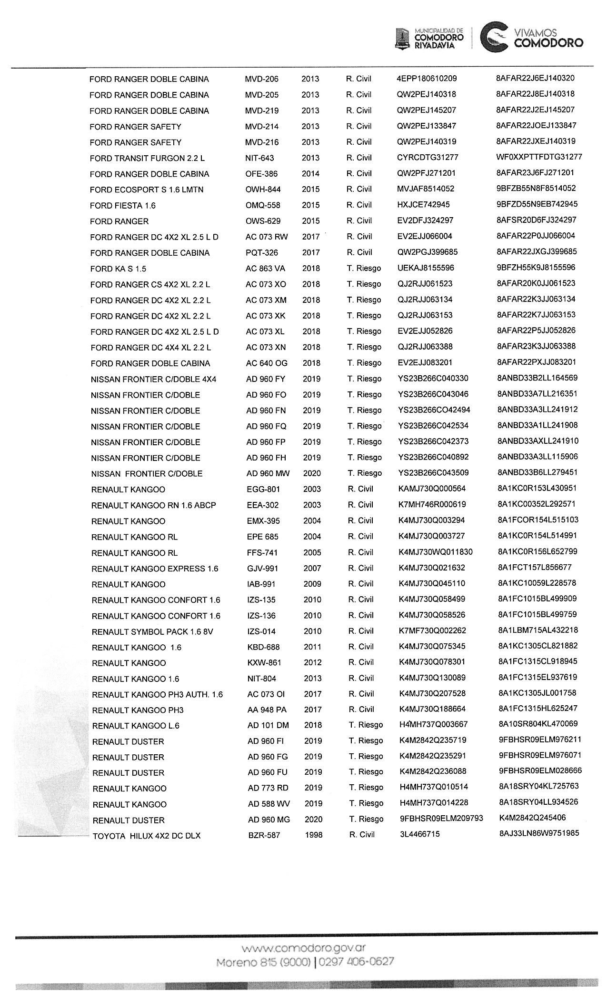 MUNICIPALIDAD DE
COMODORO
RIVADAVIA
VIVAMOS
COMODORO
FORD RANGER DOBLE CABINA MVD-206 2013 R. Civil 4EPP180610209 8AFAR22J6EJ140320
FORD RANGER DOBLE CABINA MVD-205 2013 R. Civil QW2PEJ140318 8AFAR22J8EJ140318
FORD RANGER DOBLE CABINA MVD-219 2013 R. Civil QW2PEJ145207 8AFAR22J2EJ145207
FORD RANGER SAFETY MVD-214 2013 R. Civil QW2PEJ133847 8AFAR22JOEJ133847
FORD RANGER SAFETY MVD-216 2013 R. Civil QW2PEJ140319 8AFAR22JXEJ140319
FORD TRANSIT FURGON 2.2 L NIT-643 2013 R. Civil CYRCDTG31277 WF0XXPTTFDTG31277
FORD RANGER DOBLE CABINA OFE-386 2014 R. Civil QW2PFJ271201 8AFAR23J6FJ271201
FORD ECOSPORT S 1.6 LMTN OWH-844 2015 R. Civil MVJAF8514052 9BFZB55N8F8514052
FORD FIESTA 1.6 OMQ-558 2015 R. Civil HXJCE742945 9BFZD55N9EB742945
FORD RANGER OWS-629 2015 R. Civil EV2DFJ324297 8AFSR20D6FJ324297
FORD RANGER DC 4X2 XL 2.5 L D AC 073 RW 2017 R. Civil EV2EJJ066004 8AFAR22P0JJ066004
FORD RANGER DOBLE CABINA PQT-326 2017 R. Civil QW2PGJ399685 8AFAR22JXGJ399685
FORD KA S 1.5 AC 863 VA 2018 T. Riesgo UEKAJ8155596 9BFZH55K9J8155596
FORD RANGER CS 4X2 XL 2.2 L AC 073 XO 2018 T. Riesgo QJ2RJJ061523 8AFAR20K0JJ061523
FORD RANGER DC 4X2 XL 2.2 L AC 073 XM 2018 T. Riesgo QJ2RJJ063134 8AFAR22K3JJ063134
FORD RANGER DC 4X2 XL 2.2 L AC 073 XK 2018 T. Riesgo QJ2RJJ063153 8AFAR22K7JJ063153
FORD RANGER DC 4X2 XL 2.5 L D AC 073 XL 2018 T. Riesgo EV2EJJ052826 8AFAR22P5JJ052826
FORD RANGER DC 4X4 XL 2.2 L AC 073 XN 2018 T. Riesgo QJ2RJJ063388 8AFAR23K3JJ063388
FORD RANGER DOBLE CABINA AC 640 OG 2018 T. Riesgo EV2EJJ083201 8AFAR22PXJJ083201
NISSAN FRONTIER C/DOBLE 4X4 AD 960 FY 2019 T. Riesgo YS23B266C040330 8ANBD33B2LL164569
NISSAN FRONTIER C/DOBLE AD 960 FO 2019 T. Riesgo YS23B266C043046 8ANBD33A7LL216351
NISSAN FRONTIER C/DOBLE AD 960 FN 2019 T. Riesgo YS23B266CO42494 8ANBD33A3LL241912
NISSAN FRONTIER C/DOBLE AD 960 FQ 2019 T. Riesgo YS23B266C042534 8ANBD33A1LL241908
NISSAN FRONTIER C/DOBLE AD 960 FP 2019 T. Riesgo YS23B266C042373 8ANBD33AXLL241910
NISSAN FRONTIER C/DOBLE AD 960 FH 2019 T. Riesgo YS23B266C040892 8ANBD33A3LL115906
NISSAN FRONTIER C/DOBLE AD 960 MW 2020 T. Riesgo YS23B266C043509 8ANBD33B6LL279451
RENAULT KANGOO EGG-801 2003 R. Civil KAMJ730Q000564 8A1KC0R153L430951
RENAULT KANGOO RN 1.6 ABCP EEA-302 2003 R. Civil K7MH746R000619 8A1KC00352L292571
RENAULT KANGOO EMX-395 2004 R. Civil K4MJ730Q003294 8A1FCOR154L515103
RENAULT KANGOO RL EPE 685 2004 R. Civil K4MJ730Q003727 8A1KC0R154L514991
RENAULT KANGOO RL FFS-741 2005 R. Civil K4MJ730WQ011830 8A1KC0R156L652799
RENAULT KANGOO EXPRESS 1.6 GJV-991 2007 R. Civil K4MJ730Q021632 8A1FCT157L856677
RENAULT KANGOO IAB-991 2009 R. Civil K4MJ730Q045110 8A1KC10059L228578
RENAULT KANGOO CONFORT 1.6 IZS-135 2010 R. Civil K4MJ730Q058499 8A1FC1015BL499909
RENAULT KANGOO CONFORT 1.6 IZS-136 2010 R. Civil K4MJ730Q058526 8A1FC1015BL499759
RENAULT SYMBOL PACK 1.6 8V IZS-014 2010 R. Civil K7MF730Q002262 8A1LBM715AL432218
RENAULT KANGOO 1.6 KBD-688 2011 R. Civil K4MJ730Q075345 8A1KC1305CL821882
RENAULT KANGOO KXW-861 2012 R. Civil K4MJ730Q078301 8A1FC1315CL918945
RENAULT KANGOO 1.6 NIT-804 2013 R. Civil K4MJ730Q130089 8A1FC1315EL937619
RENAULT KANGOO PH3 AUTH. 1.6 AC 073 OI 2017 R. Civil K4MJ730Q207528 8A1KC1305JL001758
RENAULT KANGOO PH3 AA 948 PA 2017 R. Civil K4MJ730Q188664 8A1FC1315HL625247
RENAULT KANGOO L.6 AD 101 DM 2018 T. Riesgo H4MH737Q003667 8A10SR804KL470069
RENAULT DUSTER AD 960 FI 2019 T. Riesgo K4M2842Q235719 9FBHSR09ELM976211
RENAULT DUSTER AD 960 FG 2019 T. Riesgo K4M2842Q235291 9FBHSR09ELM976071
RENAULT DUSTER AD 960 FU 2019 T. Riesgo K4M2842Q236088 9FBHSR09ELM028666
RENAULT KANGOO AD 773 RD 2019 T. Riesgo H4MH737Q010514 8A18SRY04KL725763
RENAULT KANGOO AD 588 WV 2019 T. Riesgo H4MH737Q014228 8A18SRY04LL934526
RENAULT DUSTER AD 960 MG 2020 T. Riesgo 9FBHSR09ELM209793 K4M2842Q245406
TOYOTA HILUX 4X2 DC DLX BZR-587 1998 R. Civil 3L4466715 8AJ33LN86W9751985
www.comodoro.gov.ar
Moreno 815 (9000) | 0297 406-0627